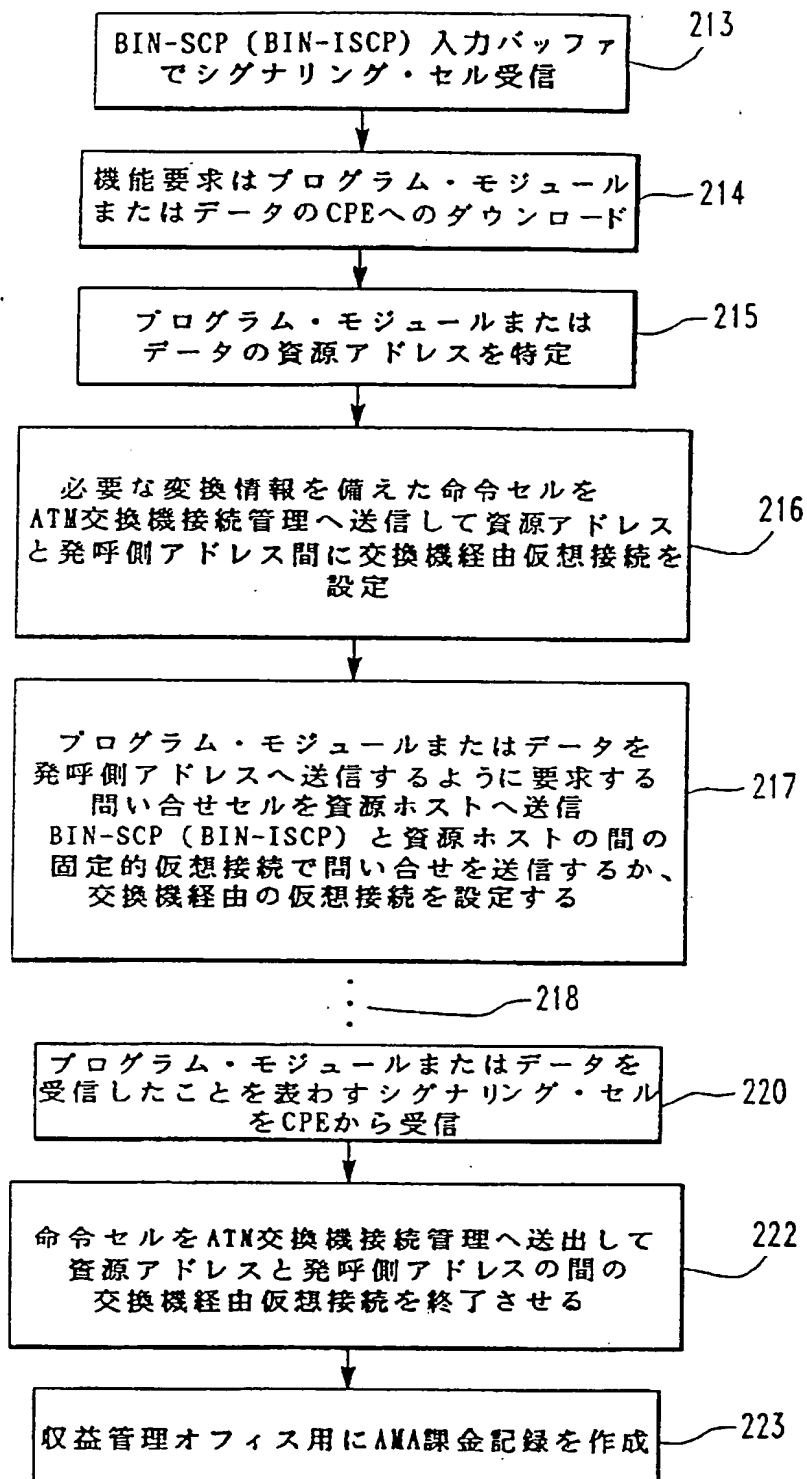 BIN-SCP (BIN-ISCP) 入力バッファ
でシグナリング・セル受信
213
機能要求はプログラム・モジュール
またはデータのCPEへのダウンロード
214
プログラム・モジュールまたは
データの資源アドレスを特定
215
必要な変換情報を備えた命令セルを
ATM交換機接続管理へ送信して資源アドレス
と発呼側アドレス間に交換機経由仮想接続を
設定
216
プログラム・モジュールまたはデータを
発呼側アドレスへ送信するように要求する
問い合せセルを資源ホストへ送信
BIN-SCP (BIN-ISCP) と資源ホストの間の
固定的仮想接続で問い合せを送信するか、
交換機経由の仮想接続を設定する
217
218
プログラム・モジュールまたはデータを
受信したことを表わすシグナリング・セル
をCPEから受信
220
命令セルをATM交換機接続管理へ送出して
資源アドレスと発呼側アドレスの間の
交換機経由仮想接続を終了させる
222
収益管理オフィス用にAMA課金記録を作成
223